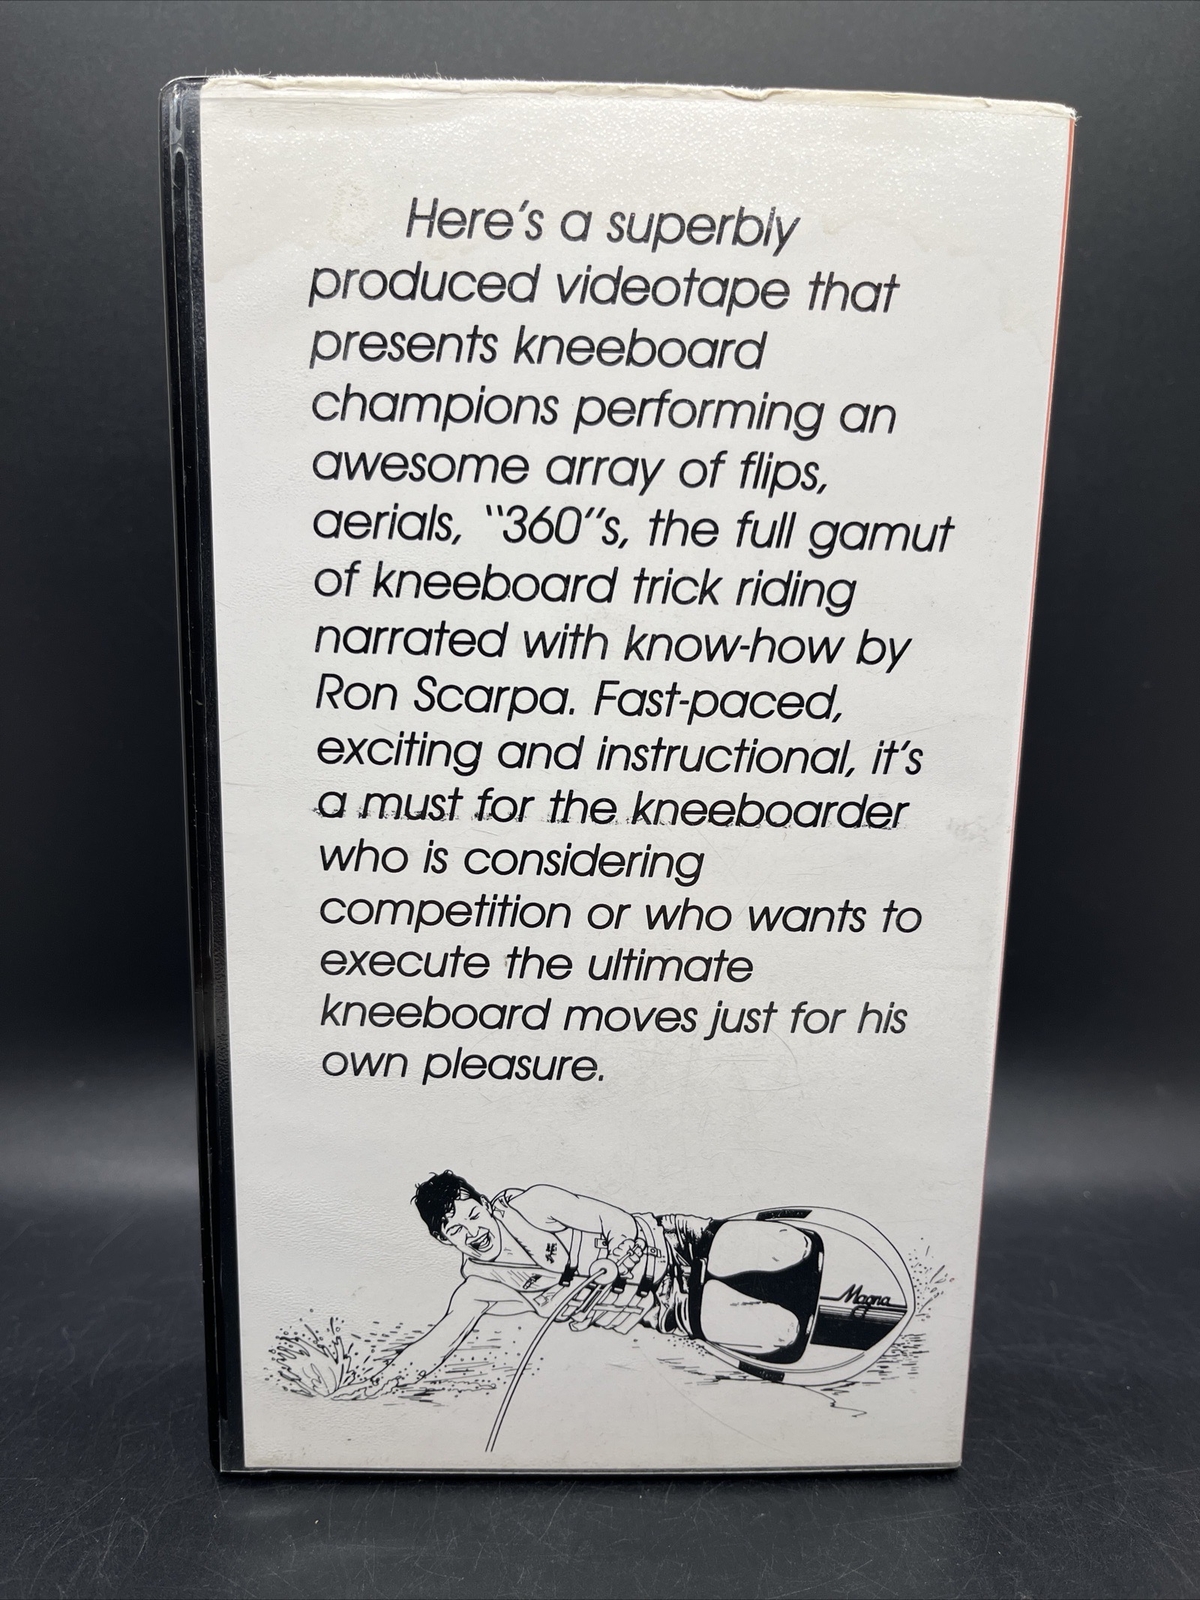 Here's a superbly
produced videotape that
presents kneeboard
champions performing an
awesome array of flips,
aerials, "360"s, the full gamut
of kneeboard trick riding
narrated with know-how by
Ron Scarpa. Fast-paced,
exciting and instructional, it's
a must for the kneeboarder
who is considering
competition or who wants to
execute the ultimate
kneeboard moves just for his
own pleasure.
Magna